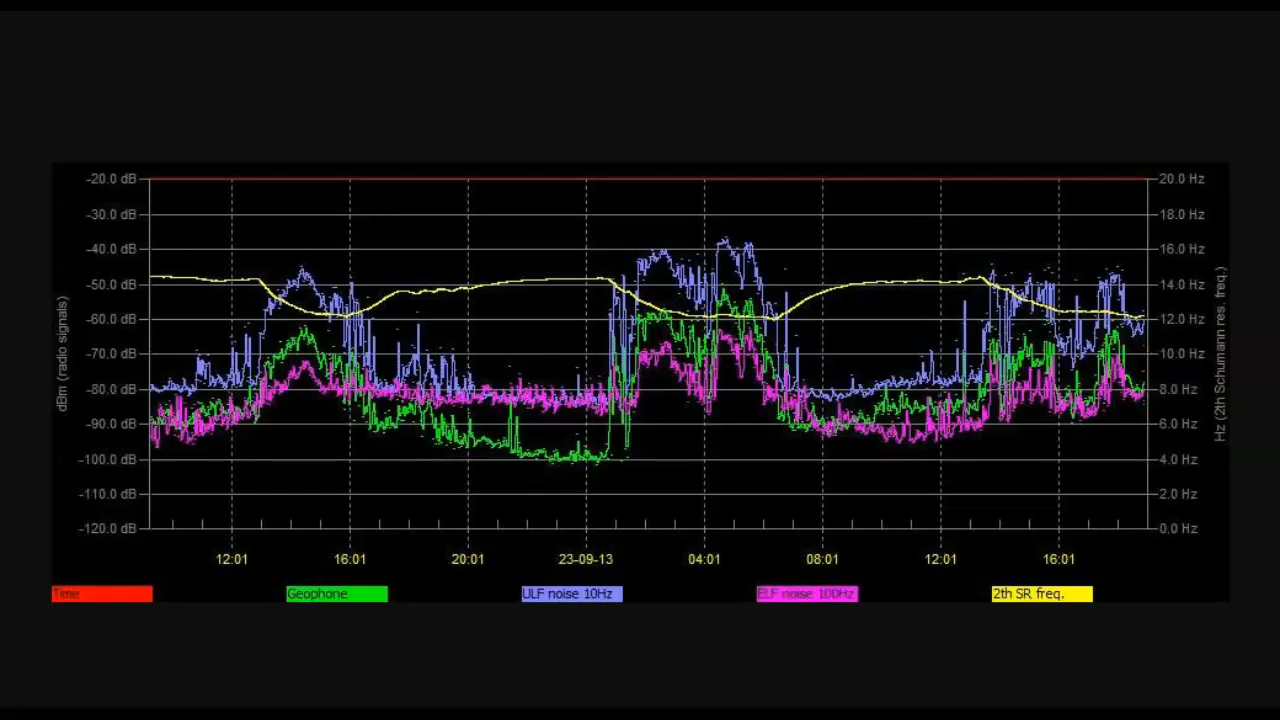 -20.0 dB
-30.0 dB
-40.0 dB
-50.0 dB
-60.0 dB
-70.0 dB
-80.0 dB
-90.0 dB
-100.0 dB
-110.0 dB
-120.0 dB
dBm (radio signals)
20.0 Hz
18.0 Hz
16.0 Hz
14.0 Hz
12.0 Hz
10.0 Hz
8.0 Hz
6.0 Hz
4.0 Hz
2.0 Hz
0.0 Hz
Hz (2th Schumann res. freq.)
12:01 16:01 20:01 23-09-13 04:01 08:01 12:01 16:01
Time Geophone ULF noise 10Hz ELF noise 100Hz 2th SR freq.